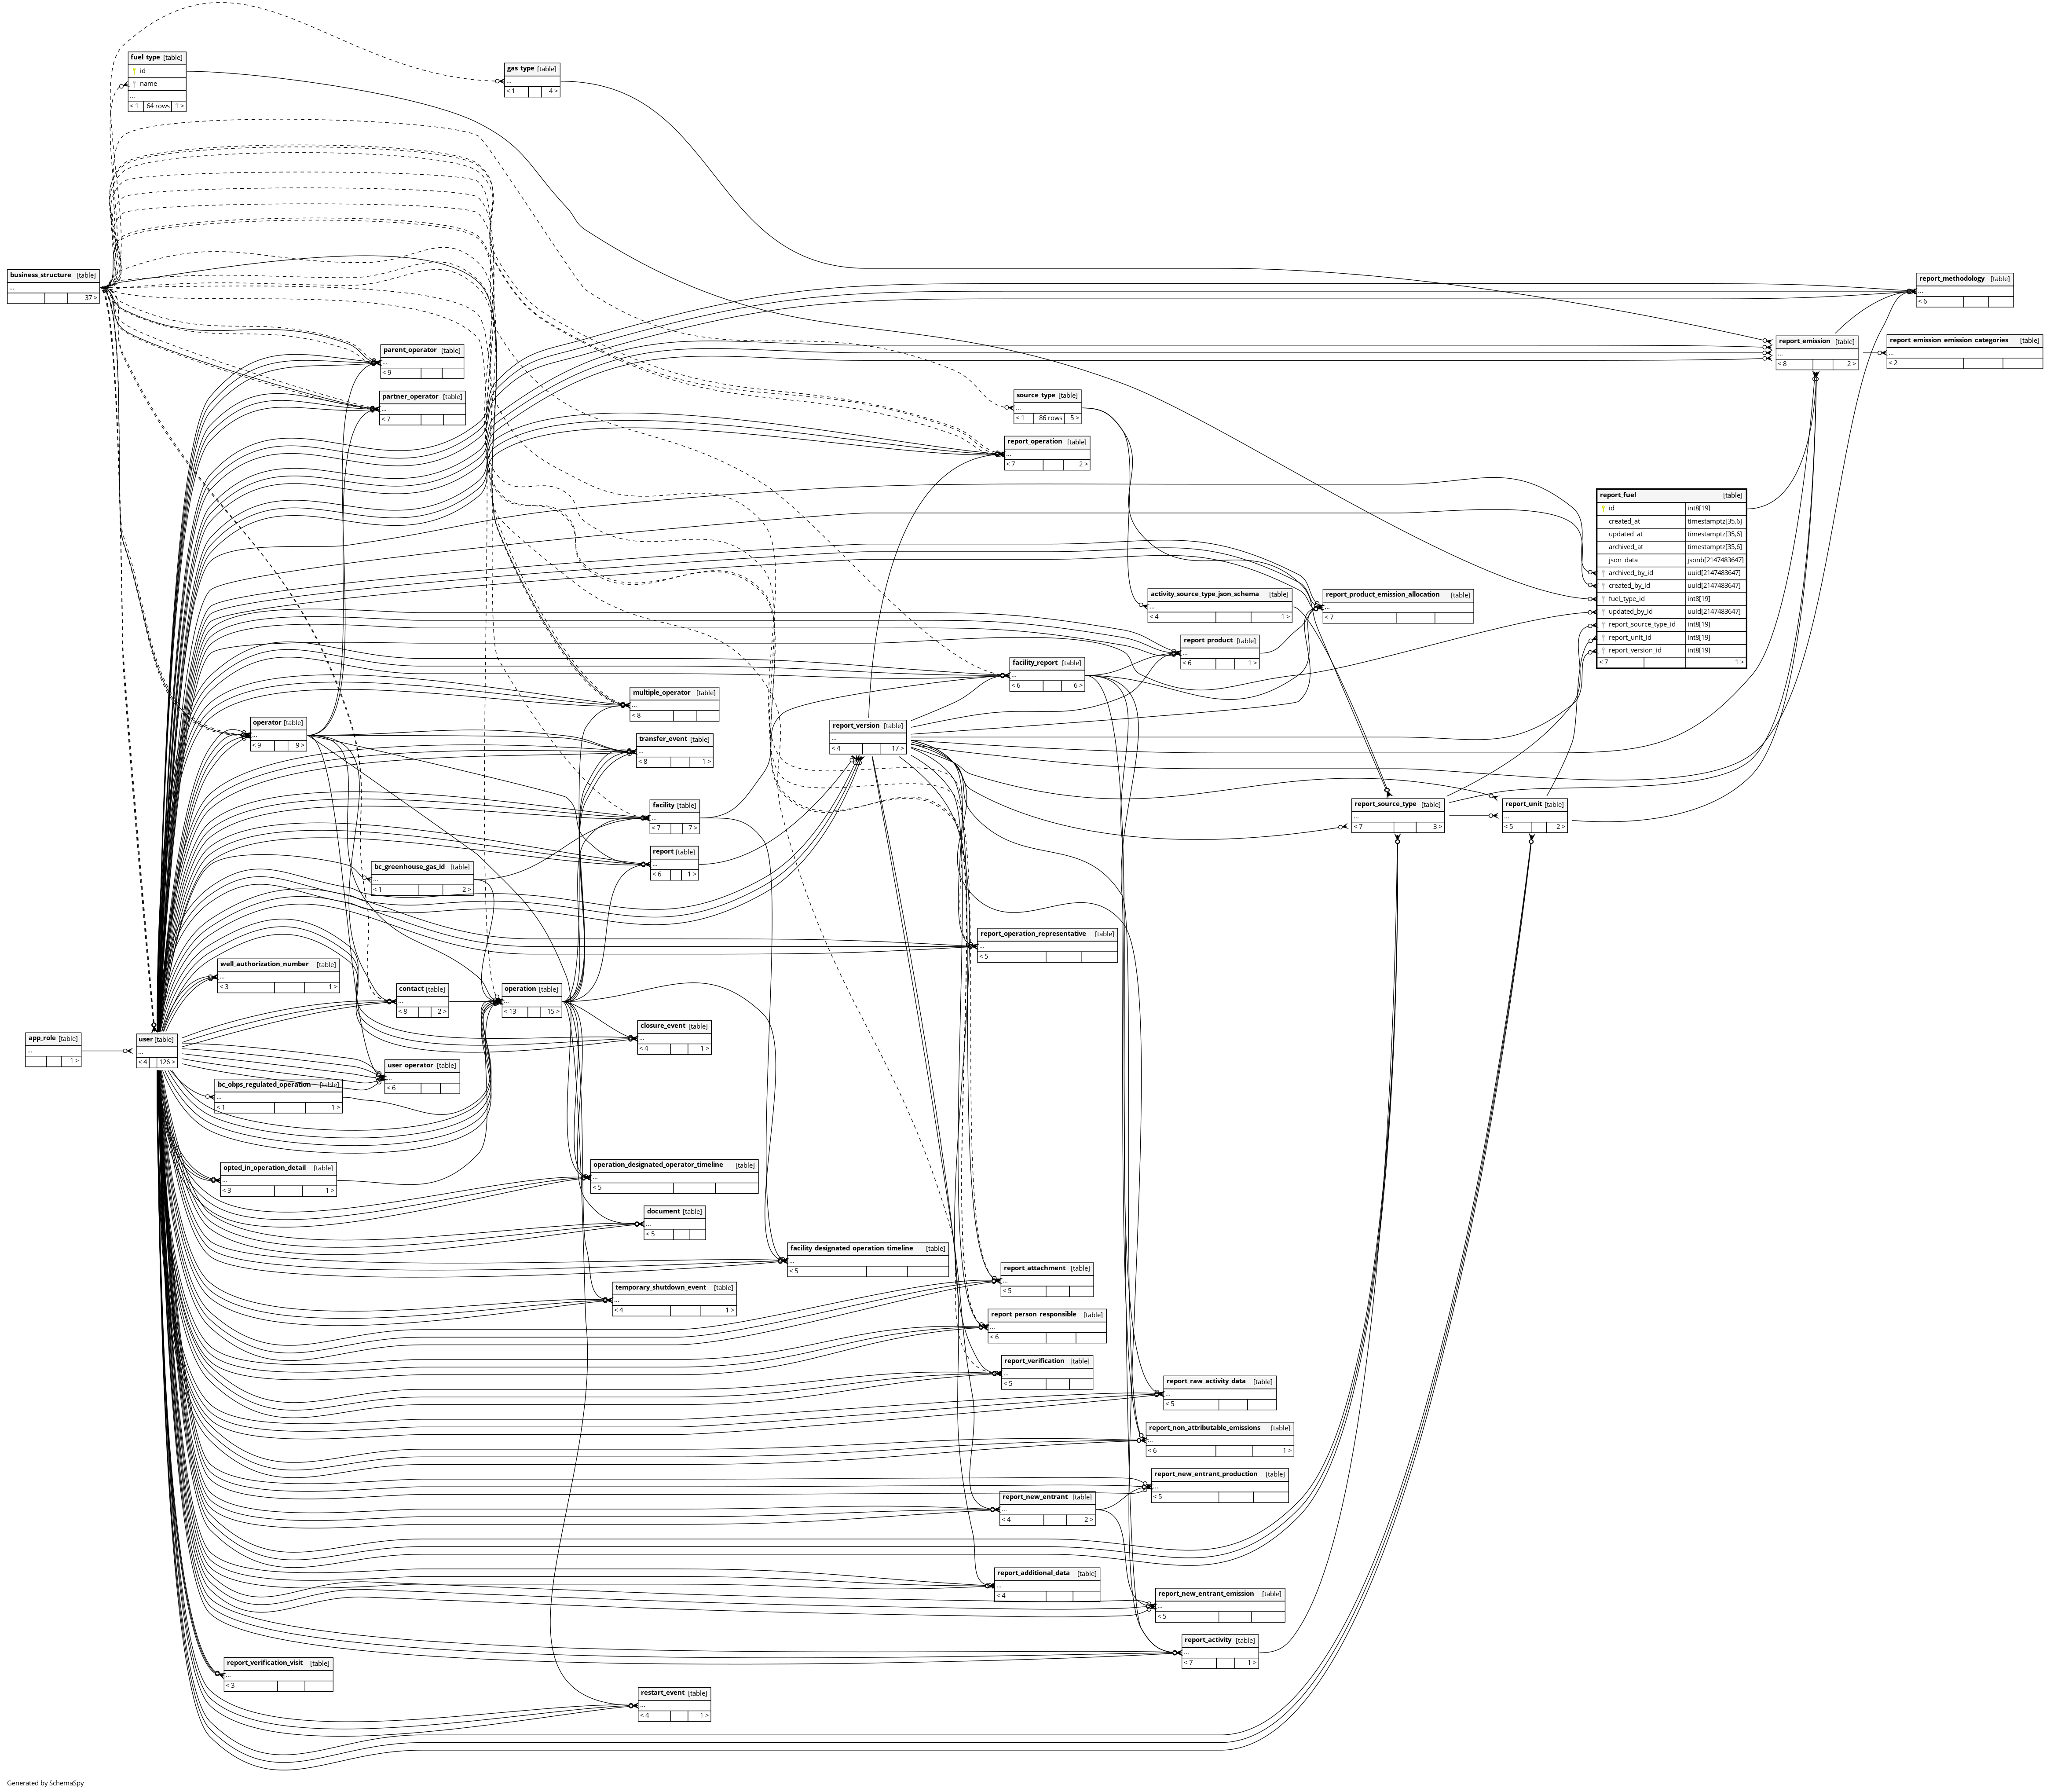 fuel_type [table]
id
name
...
< 1 64 rows 1 >
gas_type [table]
...
< 1 4 >
business_structure [table]
...
37 >
report_methodology [table]
...
< 6
report_emission [table]
...
< 8 2 >
report_emission_emission_categories [table]
...
< 2
parent_operator [table]
...
< 9
partner_operator [table]
...
< 7
source_type [table]
...
< 1 86 rows 5 >
report_operation [table]
...
< 7 2 >
report_fuel [table]
id int8[19]
created_at timestamptz[35,6]
updated_at timestamptz[35,6]
archived_at timestamptz[35,6]
json_data jsonb[2147483647]
archived_by_id uuid[2147483647]
created_by_id uuid[2147483647]
fuel_type_id int8[19]
updated_by_id uuid[2147483647]
report_source_type_id int8[19]
report_unit_id int8[19]
report_version_id int8[19]
< 7 1 >
activity_source_type_json_schema [table]
...
< 4 1 >
report_product_emission_allocation [table]
...
< 7
report_product [table]
...
< 6 1 >
facility_report [table]
...
< 6 6 >
multiple_operator [table]
...
< 8
operator [table]
...
< 9 9 >
report_version [table]
...
< 4 17 >
transfer_event [table]
...
< 8 1 >
facility [table]
...
< 7 7 >
report_source_type [table]
...
< 7 3 >
report_unit [table]
...
< 5 2 >
report [table]
...
< 6 1 >
bc_greenhouse_gas_id [table]
...
< 1 2 >
report_operation_representative [table]
...
< 5
well_authorization_number [table]
...
< 3 1 >
contact [table]
...
< 8 2 >
operation [table]
...
< 13 15 >
closure_event [table]
...
< 4 1 >
app_role [table]
...
1 >
user [table]
...
< 4 126 >
user_operator [table]
...
< 6
bc_obps_regulated_operation [table]
...
< 1 1 >
opted_in_operation_detail [table]
...
< 3 1 >
operation_designated_operator_timeline [table]
...
< 5
document [table]
...
< 5
facility_designated_operation_timeline [table]
...
< 5
temporary_shutdown_event [table]
...
< 4 1 >
report_attachment [table]
...
< 5
report_person_responsible [table]
...
< 6
report_verification [table]
...
< 5
report_raw_activity_data [table]
...
< 5
report_non_attributable_emissions [table]
...
< 6 1 >
report_new_entrant_production [table]
...
< 5
report_new_entrant [table]
...
< 4 2 >
report_additional_data [table]
...
< 4
report_new_entrant_emission [table]
...
< 5
report_activity [table]
...
< 7 1 >
report_verification_visit [table]
...
< 3
restart_event [table]
...
< 4 1 >
Generated by SchemaSpy